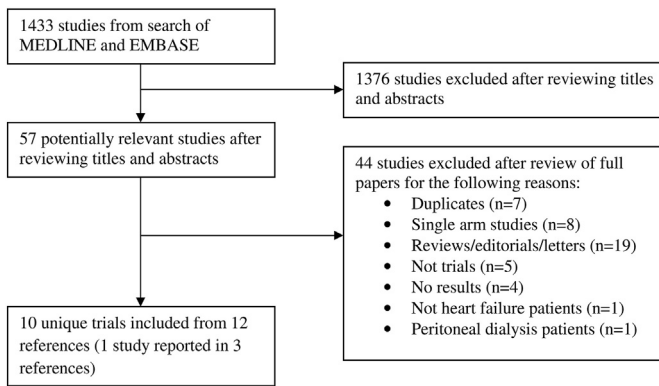 1433 studies from search of
MEDLINE and EMBASE
1376 studies excluded after reviewing titles
and abstracts
57 potentially relevant studies after
reviewing titles and abstracts
44 studies excluded after review of full
papers for the following reasons:
• Duplicates (n=7)
• Single arm studies (n=8)
• Reviews/editorials/letters (n=19)
• Not trials (n=5)
• No results (n=4)
• Not heart failure patients (n=1)
• Peritoneal dialysis patients (n=1)
10 unique trials included from 12
references (1 study reported in 3
references)